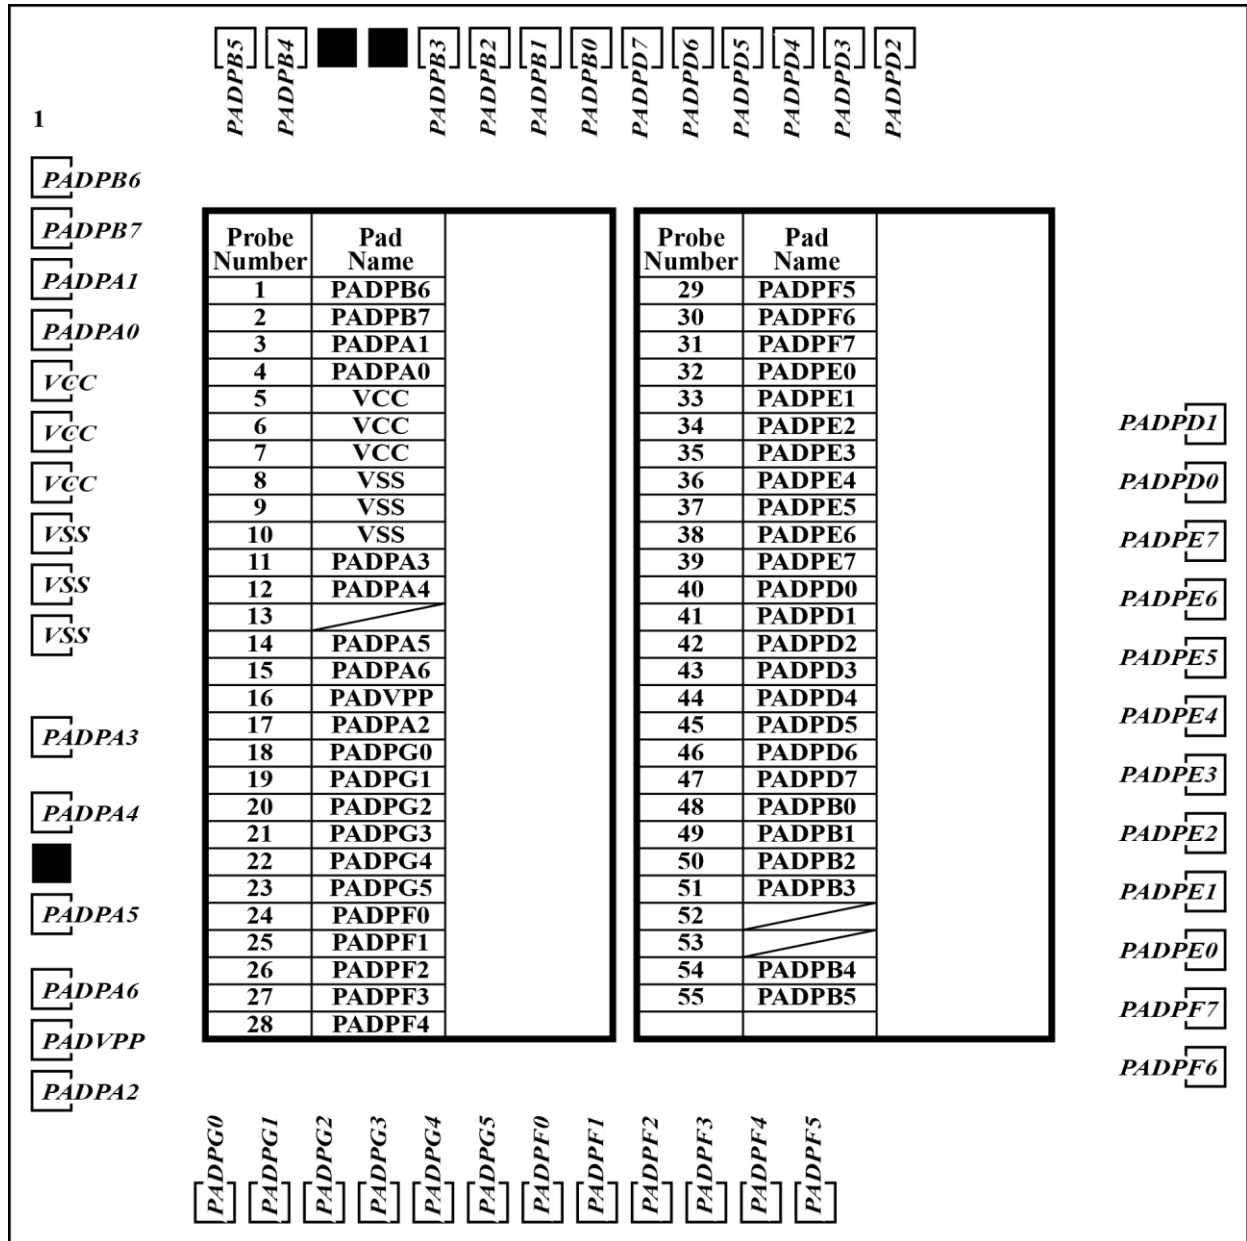 PADPB5 PADPB4 PADPB3 PADPB2 PADPB1 PADPB0 PADPD7 PADPD6 PADPD5 PADPD4 PADPD3 PADPD2
1
PADPB6
PADPB7
PADPA1
PADPA0
VCC
VCC
VCC
VSS
VSS
VSS
PADPA3
PADPA4
PADPA5
PADPA6
PADVPP
PADPA2
Probe Number Pad Name
1 PADPB6
2 PADPB7
3 PADPA1
4 PADPA0
5 VCC
6 VCC
7 VCC
8 VSS
9 VSS
10 VSS
11 PADPA3
12 PADPA4
13
14 PADPA5
15 PADPA6
16 PADVPP
17 PADPA2
18 PADPG0
19 PADPG1
20 PADPG2
21 PADPG3
22 PADPG4
23 PADPG5
24 PADPF0
25 PADPF1
26 PADPF2
27 PADPF3
28 PADPF4
Probe Number Pad Name
29 PADPF5
30 PADPF6
31 PADPF7
32 PADPE0
33 PADPE1
34 PADPE2
35 PADPE3
36 PADPE4
37 PADPE5
38 PADPE6
39 PADPE7
40 PADPD0
41 PADPD1
42 PADPD2
43 PADPD3
44 PADPD4
45 PADPD5
46 PADPD6
47 PADPD7
48 PADPB0
49 PADPB1
50 PADPB2
51 PADPB3
52
53
54 PADPB4
55 PADPB5
PADPD1
PADPD0
PADPE7
PADPE6
PADPE5
PADPE4
PADPE3
PADPE2
PADPE1
PADPE0
PADPF7
PADPF6
PADPG0 PADPG1 PADPG2 PADPG3 PADPG4 PADPG5 PADPF0 PADPF1 PADPF2 PADPF3 PADPF4 PADPF5